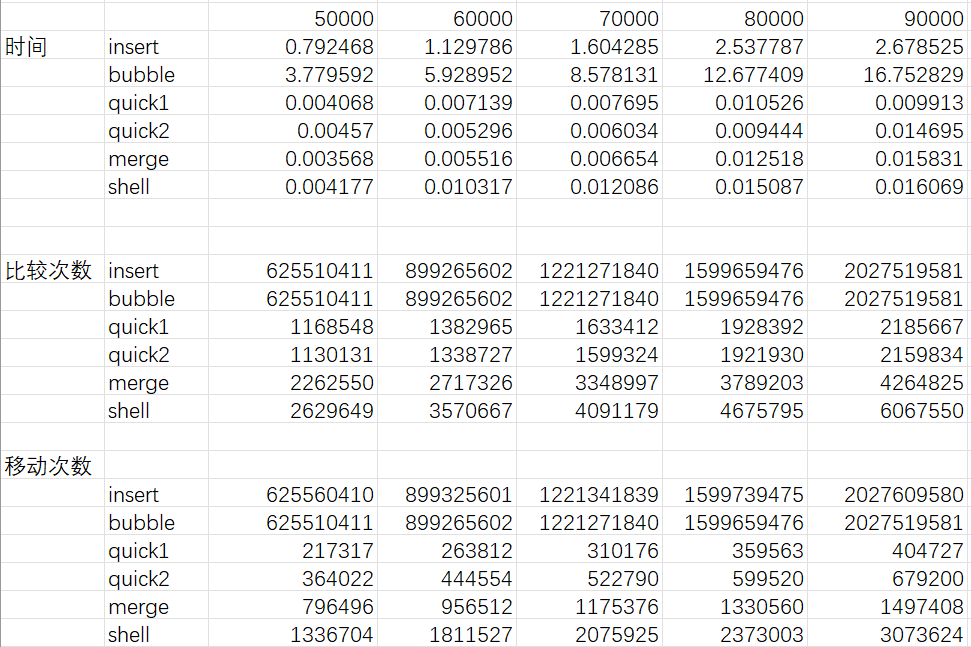 50000 60000 70000 80000 90000
时间 insert 0.792468 1.129786 1.604285 2.537787 2.678525
bubble 3.779592 5.928952 8.578131 12.677409 16.752829
quick1 0.004068 0.007139 0.007695 0.010526 0.009913
quick2 0.00457 0.005296 0.006034 0.009444 0.014695
merge 0.003568 0.005516 0.006654 0.012518 0.015831
shell 0.004177 0.010317 0.012086 0.015087 0.016069
比较次数 insert 625510411 899265602 1221271840 1599659476 2027519581
bubble 625510411 899265602 1221271840 1599659476 2027519581
quick1 1168548 1382965 1633412 1928392 2185667
quick2 1130131 1338727 1599324 1921930 2159834
merge 2262550 2717326 3348997 3789203 4264825
shell 2629649 3570667 4091179 4675795 6067550
移动次数
insert 625560410 899325601 1221341839 1599739475 2027609580
bubble 625510411 899265602 1221271840 1599659476 2027519581
quick1 217317 263812 310176 359563 404727
quick2 364022 444554 522790 599520 679200
merge 796496 956512 1175376 1330560 1497408
shell 1336704 1811527 2075925 2373003 3073624